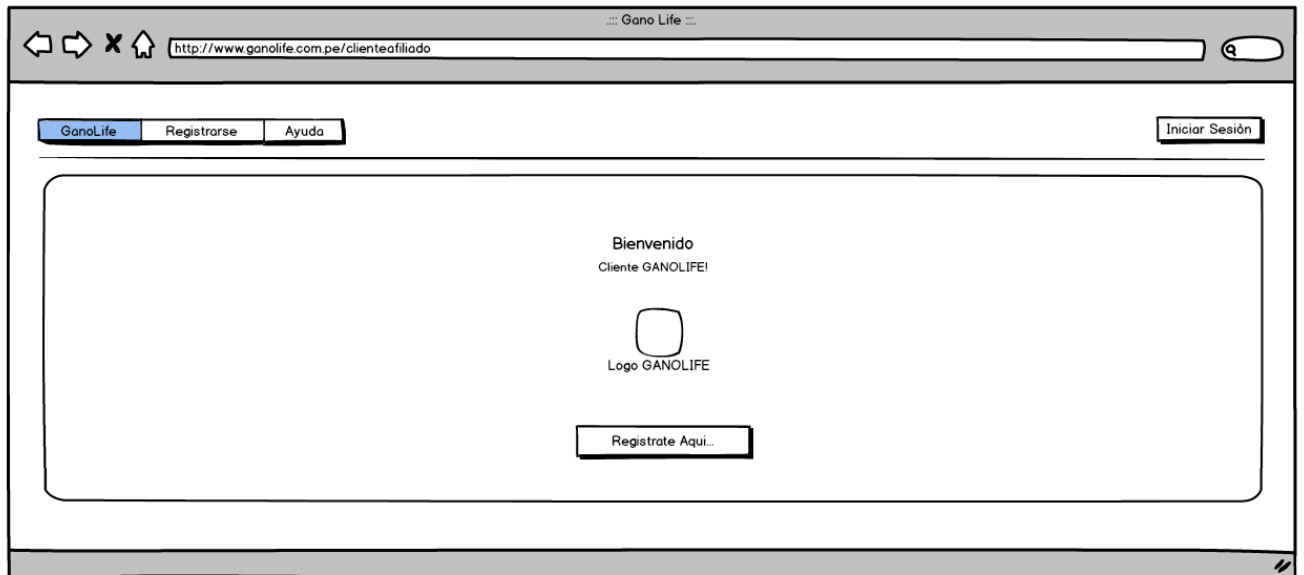 .::: Gano Life :::.
http://www.ganolife.com.pe/clienteafiliado
GanoLife Registrarse Ayuda Iniciar Sesiòn
Bienvenido
Cliente GANOLIFE!
Logo GANOLIFE
Registrate Aqui...